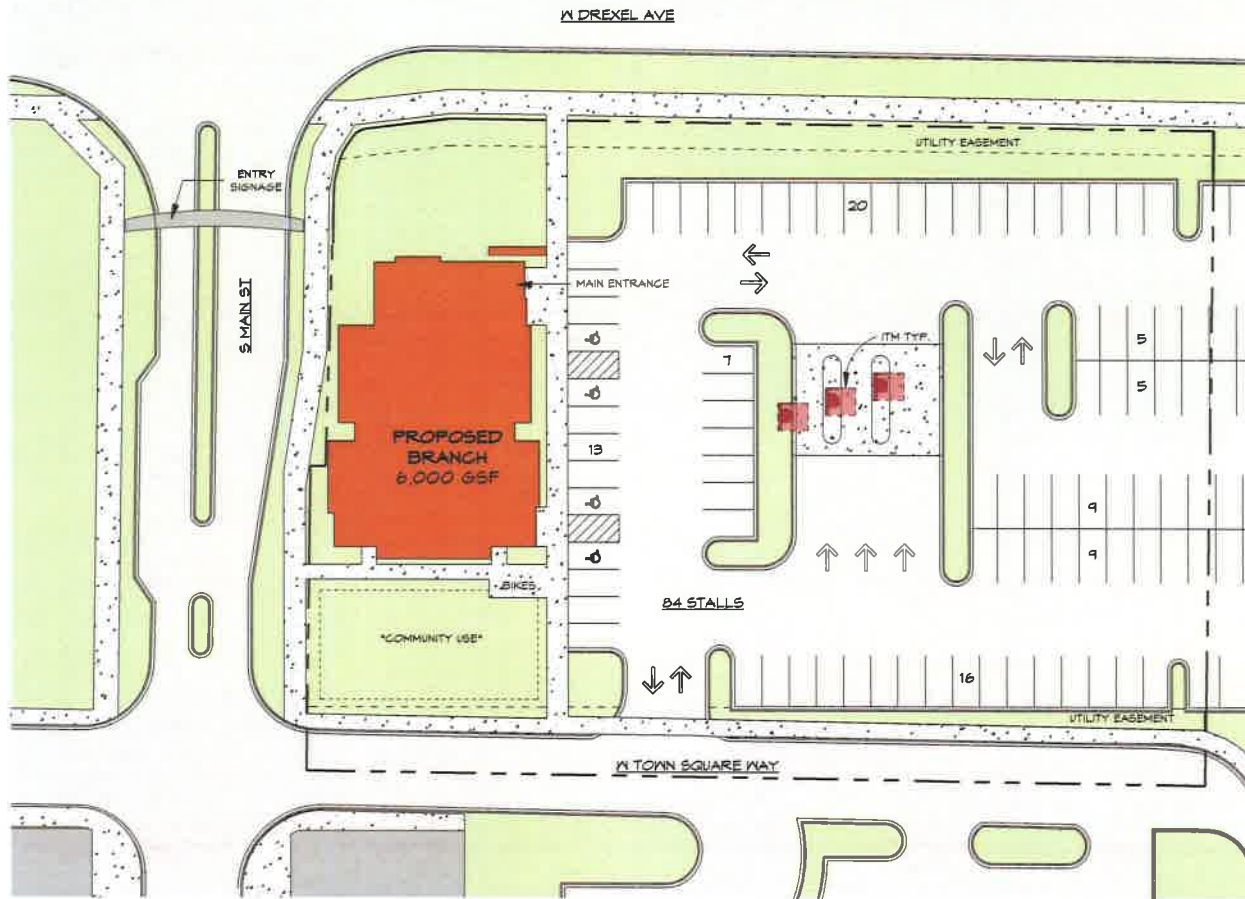 W DREXEL AVE
UTILITY EASEMENT
ENTRY
SIGNAGE
20
S MAIN ST
MAIN ENTRANCE
ITM TYP.
7
5
5
PROPOSED
BRANCH
6,000 GSF
13
9
9
BIKES
84 STALLS
"COMMUNITY USE"
16
UTILITY EASEMENT
W TOWN SQUARE WAY